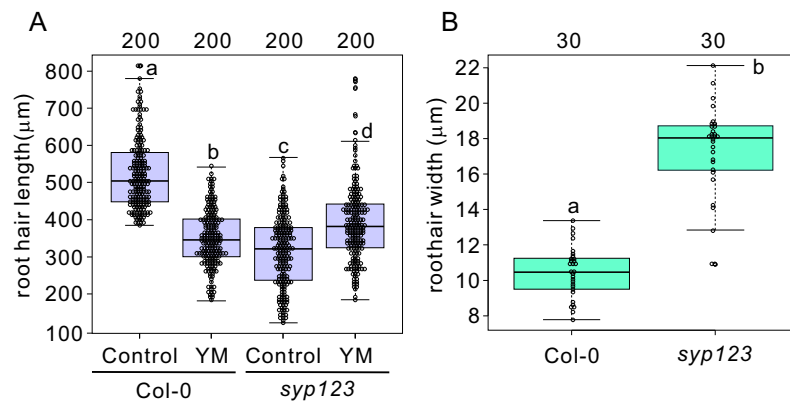 A
200 200 200 200
root hair length(μm)
800
700
600
500
400
300
200
100
a
b
c
d
Control YM Control YM
Col-0 syp123
B
30 30
roothair width (μm)
22
20
18
16
14
12
10
8
a
b
Col-0 syp123